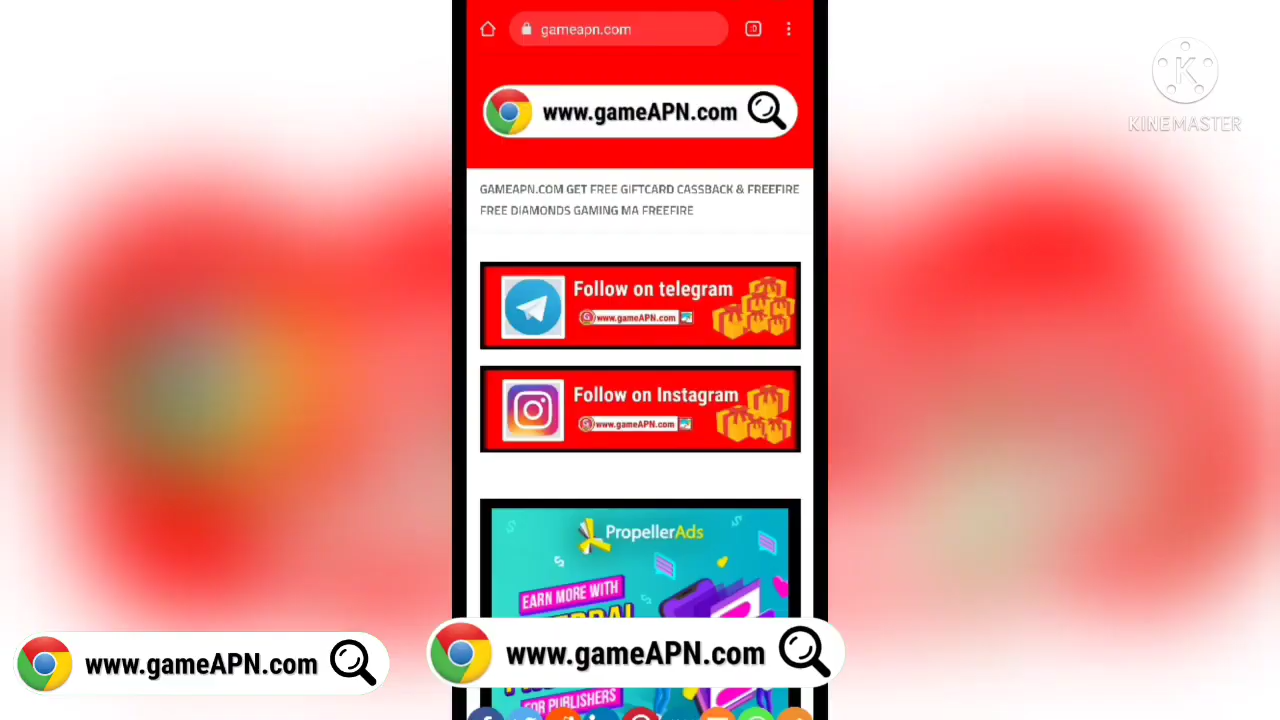 gameapn.com
:D
www.gameAPN.com
KINEMASTER
GAMEAPN.COM GET FREE GIFTCARD CASSBACK & FREEFIRE
FREE DIAMONDS GAMING MA FREEFIRE
Follow on telegram
www.gameAPN.com
Follow on Instagram
www.gameAPN.com
PropellerAds
EARN MORE WITH
www.gameAPN.com
www.gameAPN.com
FOR PUBLISHERS